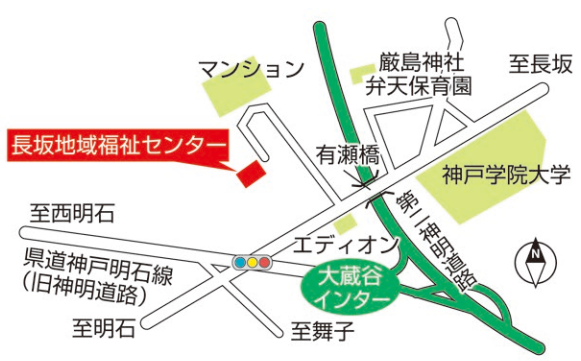 マンション
厳島神社
弁天保育園
至長坂
長坂地域福祉センター
有瀬橋
神戸学院大学
至西明石
エディオン
第二神明道路
県道神戸明石線
(旧神明道路)
大蔵谷
インター
N
至明石
至舞子